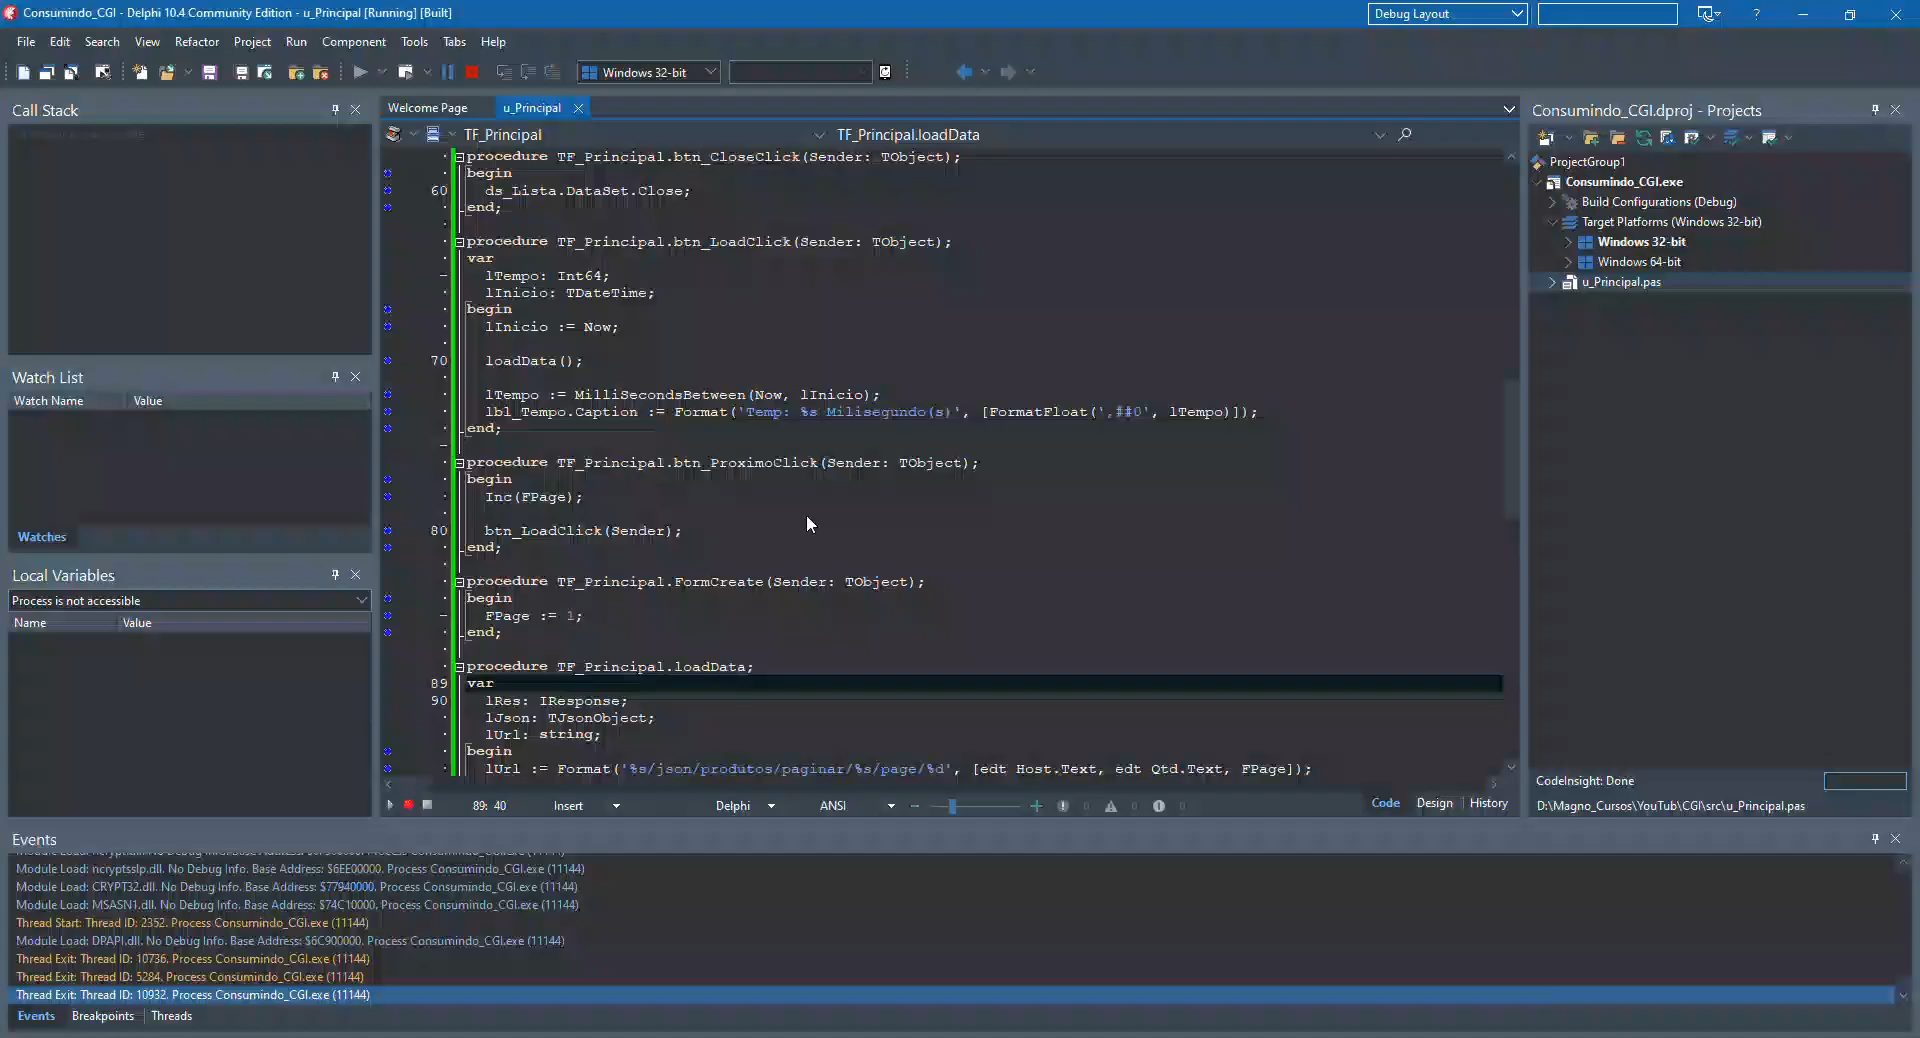 Consumindo_CGI - Delphi 10.4 Community Edition - u_Principal [Running] [Built]
Debug Layout
?
File Edit Search View Refactor Project Run Component Tools Tabs Help
Windows 32-bit
Call Stack
Watch List
Watch Name Value
Watches
Local Variables
Process is not accessible
Name Value
Welcome Page u_Principal
TF_Principal TF_Principal.loadData
procedure TF_Principal.btn_CloseClick(Sender: TObject);
begin
60 ds_Lista.DataSet.Close;
end;
procedure TF_Principal.btn_LoadClick(Sender: TObject);
var
lTempo: Int64;
lInicio: TDateTime;
begin
lInicio := Now;
70 loadData();
lTempo := MilliSecondsBetween(Now, lInicio);
lbl_Tempo.Caption := Format('Temp: %s Milisegundo(s)', [FormatFloat(',##0', lTempo)]);
end;
procedure TF_Principal.btn_ProximoClick(Sender: TObject);
begin
Inc(FPage);
80 btn_LoadClick(Sender);
end;
procedure TF_Principal.FormCreate(Sender: TObject);
begin
FPage := 1;
end;
procedure TF_Principal.loadData;
89 var
90 lRes: IResponse;
lJson: TJsonObject;
lUrl: string;
begin
lUrl := Format('%s/json/produtos/paginar/%s/page/%d', [edt_Host.Text, edt_Qtd.Text, FPage]);
89: 40 Insert Delphi ANSI 0 0 0 Code Design History
Consumindo_CGI.dproj - Projects
ProjectGroup1
Consumindo_CGI.exe
Build Configurations (Debug)
Target Platforms (Windows 32-bit)
Windows 32-bit
Windows 64-bit
u_Principal.pas
CodeInsight: Done
D:\Magno_Cursos\YouTub\CGI\src\u_Principal.pas
Events
Module Load: ncryptsslp.dll. No Debug Info. Base Address: $6EE00000. Process Consumindo_CGI.exe (11144)
Module Load: CRYPT32.dll. No Debug Info. Base Address: $77940000. Process Consumindo_CGI.exe (11144)
Module Load: MSASN1.dll. No Debug Info. Base Address: $74C10000. Process Consumindo_CGI.exe (11144)
Thread Start: Thread ID: 2352. Process Consumindo_CGI.exe (11144)
Module Load: DRAPI.dll. No Debug Info. Base Address: $6C900000. Process Consumindo_CGI.exe (11144)
Thread Exit: Thread ID: 10736. Process Consumindo_CGI.exe (11144)
Thread Exit: Thread ID: 5284. Process Consumindo_CGI.exe (11144)
Thread Exit: Thread ID: 10932. Process Consumindo_CGI.exe (11144)
Events Breakpoints Threads